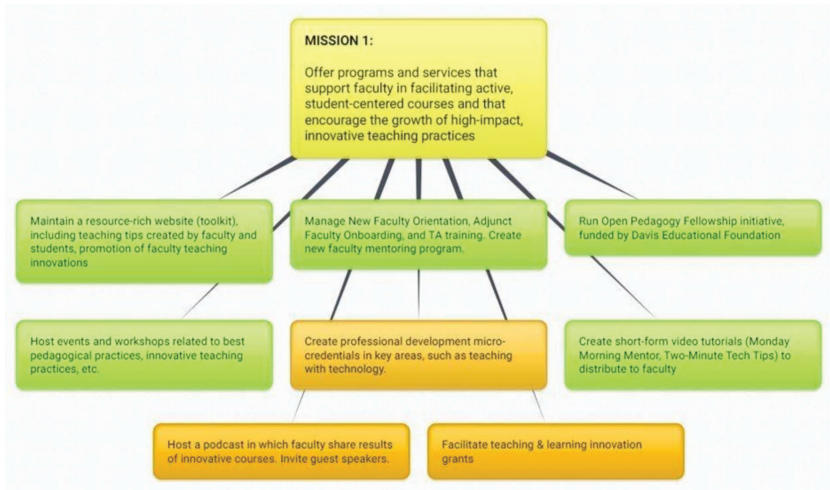 MISSION 1:
Offer programs and services that
support faculty in facilitating active,
student-centered courses and that
encourage the growth of high-impact,
innovative teaching practices
Maintain a resource-rich website (toolkit),
including teaching tips created by faculty and
students, promotion of faculty teaching
innovations
Manage New Faculty Orientation, Adjunct
Faculty Onboarding, and TA training. Create
new faculty mentoring program.
Run Open Pedagogy Fellowship initiative,
funded by Davis Educational Foundation
Host events and workshops related to best
pedagogical practices, innovative teaching
practices, etc.
Create professional development micro-
credentials in key areas, such as teaching
with technology.
Create short-form video tutorials (Monday
Morning Mentor, Two-Minute Tech Tips) to
distribute to faculty
Host a podcast in which faculty share results
of innovative courses. Invite guest speakers.
Facilitate teaching & learning innovation
grants